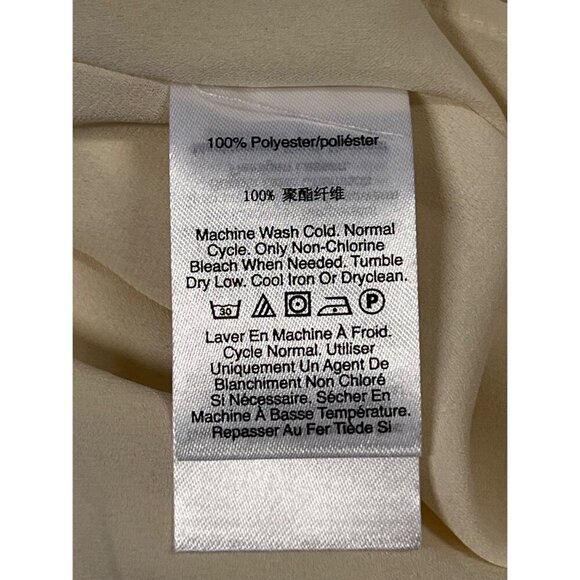 100% Polyester/poliéster
100% 聚酯纤维
Machine Wash Cold. Normal
Cycle. Only Non-Chlorine
Bleach When Needed. Tumble
Dry Low. Cool Iron Or Dryclean.
30 P
Laver En Machine À Froid.
Cycle Normal. Utiliser
Uniquement Un Agent De
Blanchiment Non Chloré
Si Nécessaire. Sécher En
Machine À Basse Température.
Repasser Au Fer Tiède Si